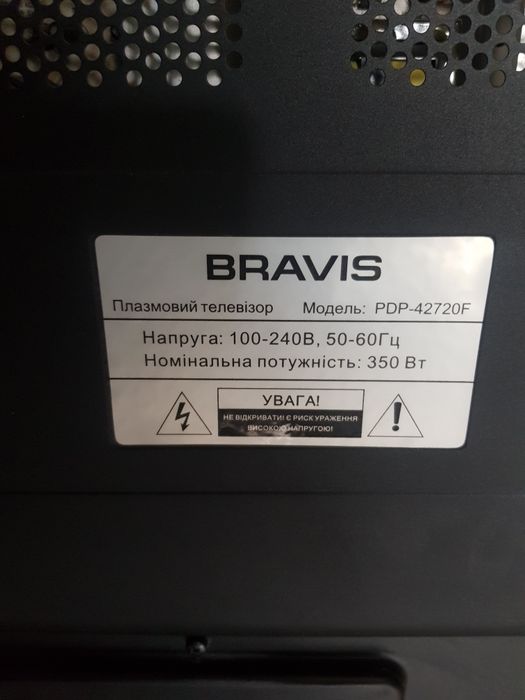 BRAVIS
Плазмовий телевізор Модель: PDP-42720F
Напруга: 100-240В, 50-60Гц
Номінальна потужність: 350 Вт
УВАГА!
НЕ ВІДКРИВАТИ! Є РИСК УРАЖЕННЯ
ВИСОКОЮ НАПРУГОЮ!